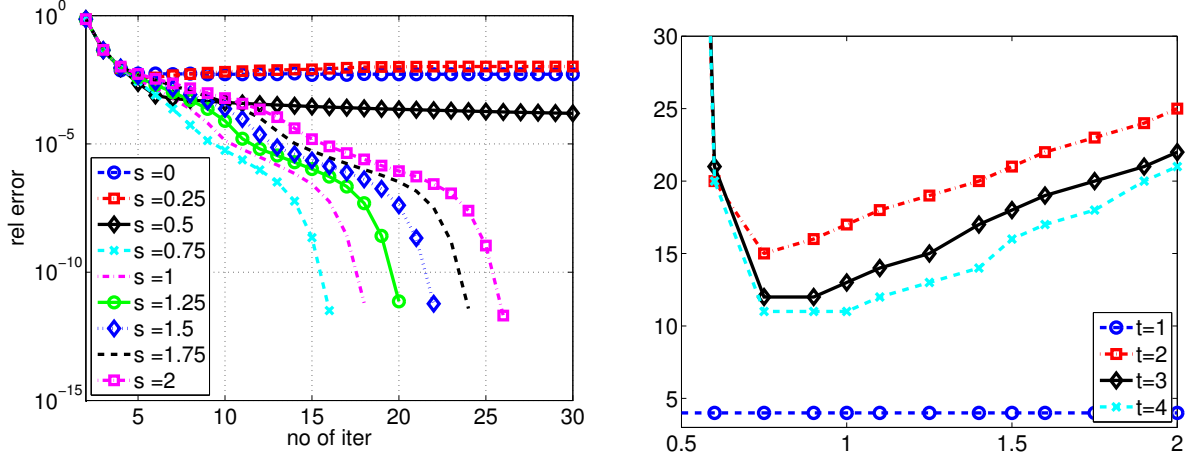 10^0
10^-5
10^-10
10^-15
rel error
s =0
s =0.25
s =0.5
s =0.75
s =1
s =1.25
s =1.5
s =1.75
s =2
5 10 15 20 25 30
no of iter
30
25
20
15
10
5
t=1
t=2
t=3
t=4
0.5 1 1.5 2